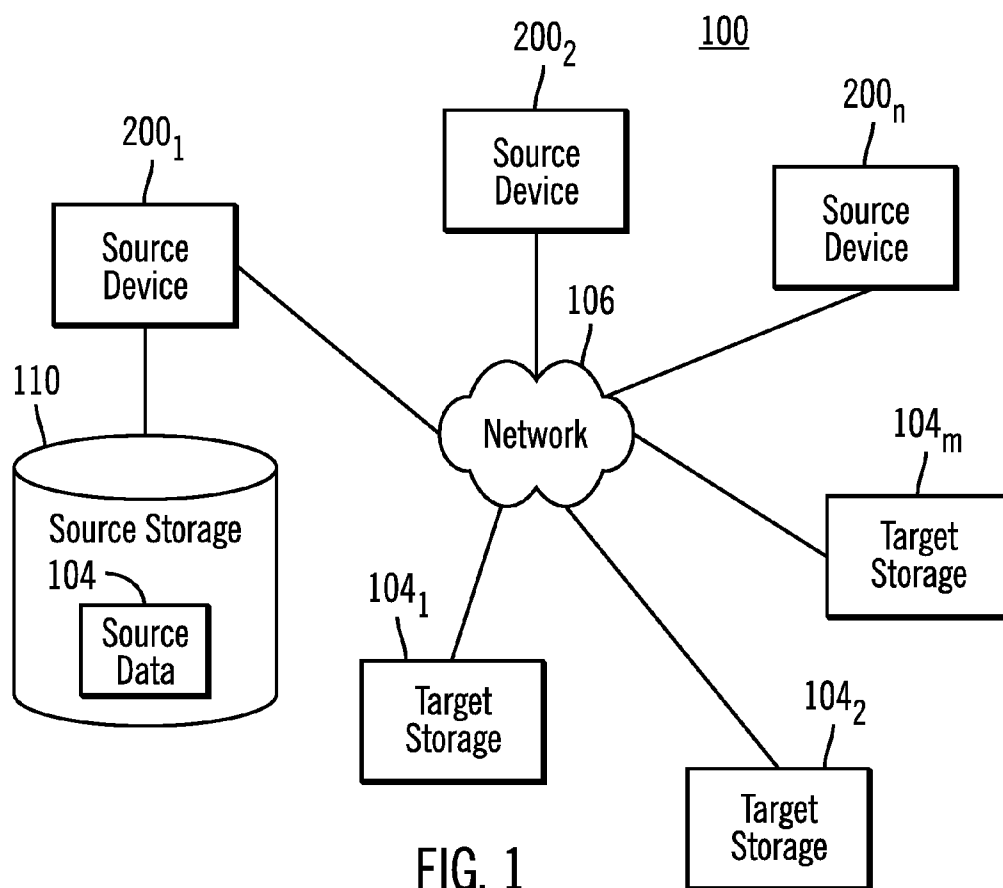 100
200₂
200ₙ
200₁
Source
Device
Source
Device
Source
Device
106
110
Network
104ₘ
Source Storage
Target
Storage
104
104₁
Source
Data
Target
Storage
104₂
Target
Storage
FIG. 1